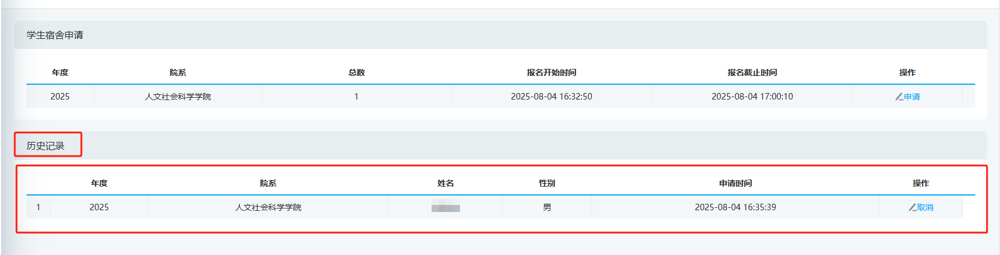 学生宿舍申请
年度 院系 总数 报名开始时间 报名截止时间 操作
2025 人文社会科学学院 1 2025-08-04 16:32:50 2025-08-04 17:00:10 申请
历史记录
年度 院系 姓名 性别 申请时间 操作
1 2025 人文社会科学学院 男 2025-08-04 16:35:39 取消